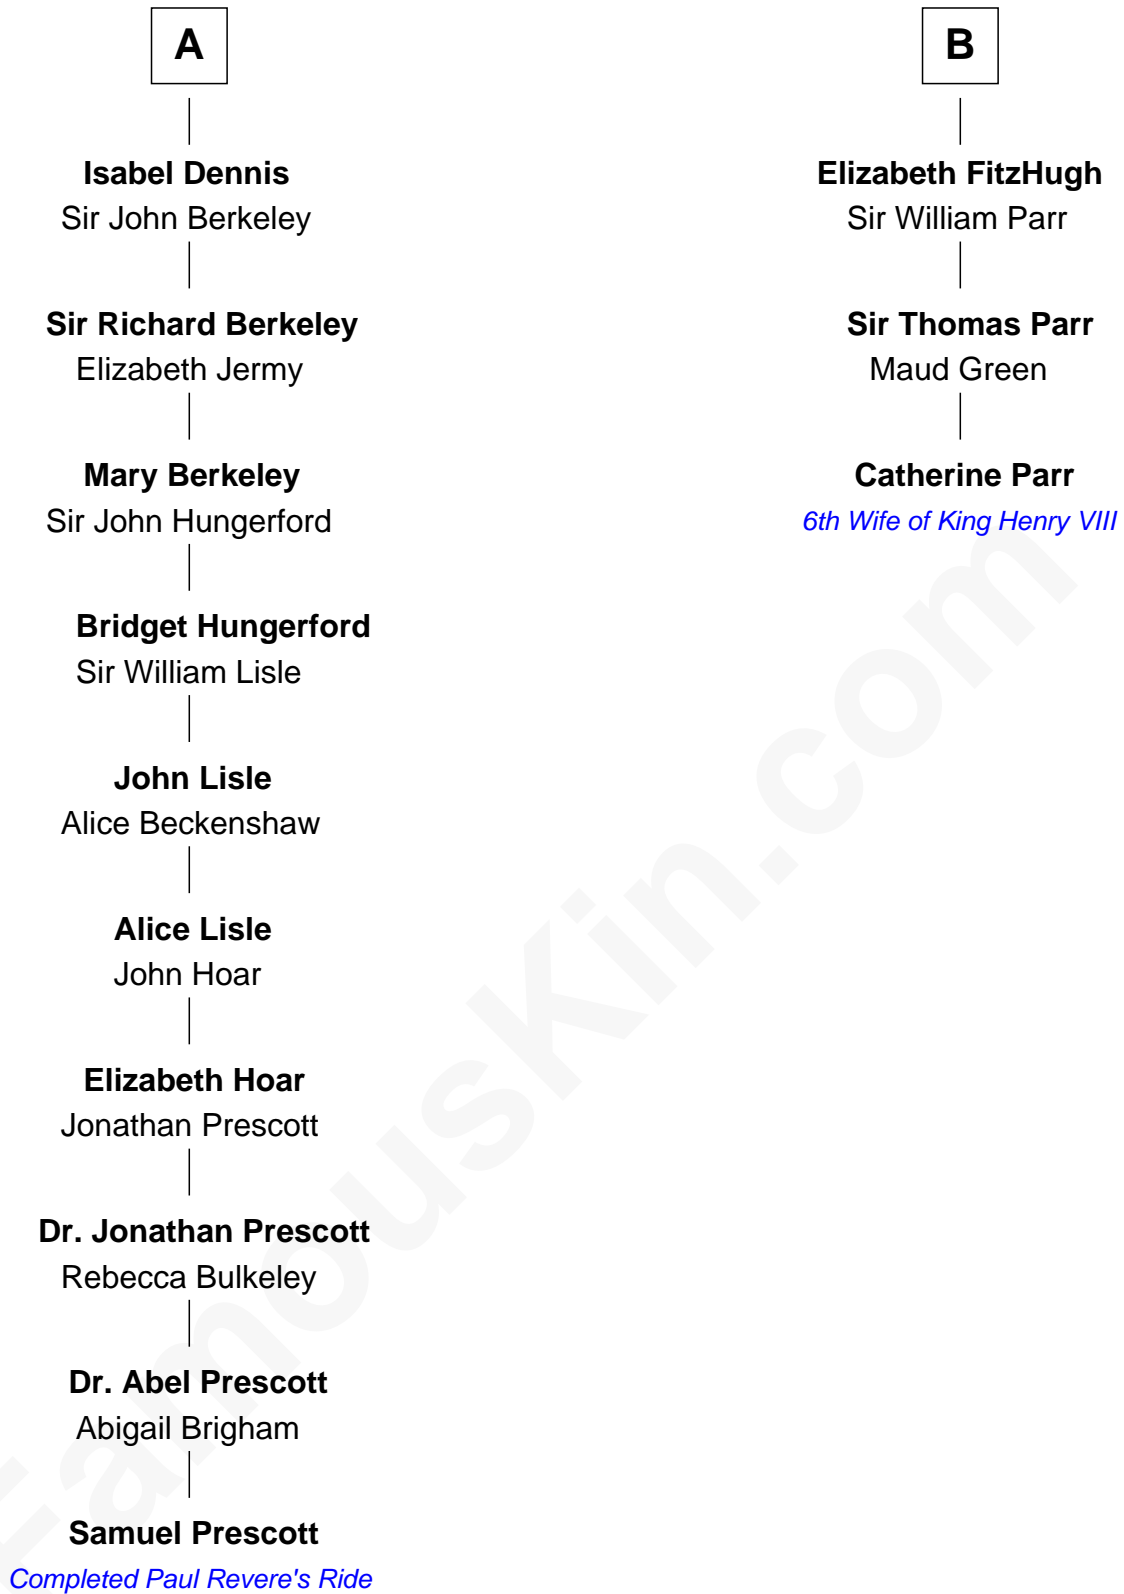 A
Isabel Dennis
Sir John Berkeley
Sir Richard Berkeley
Elizabeth Jermy
Mary Berkeley
Sir John Hungerford
Bridget Hungerford
Sir William Lisle
John Lisle
Alice Beckenshaw
Alice Lisle
John Hoar
Elizabeth Hoar
Jonathan Prescott
Dr. Jonathan Prescott
Rebecca Bulkeley
Dr. Abel Prescott
Abigail Brigham
Samuel Prescott
Completed Paul Revere's Ride
B
Elizabeth FitzHugh
Sir William Parr
Sir Thomas Parr
Maud Green
Catherine Parr
6th Wife of King Henry VIII
FamousKin.com